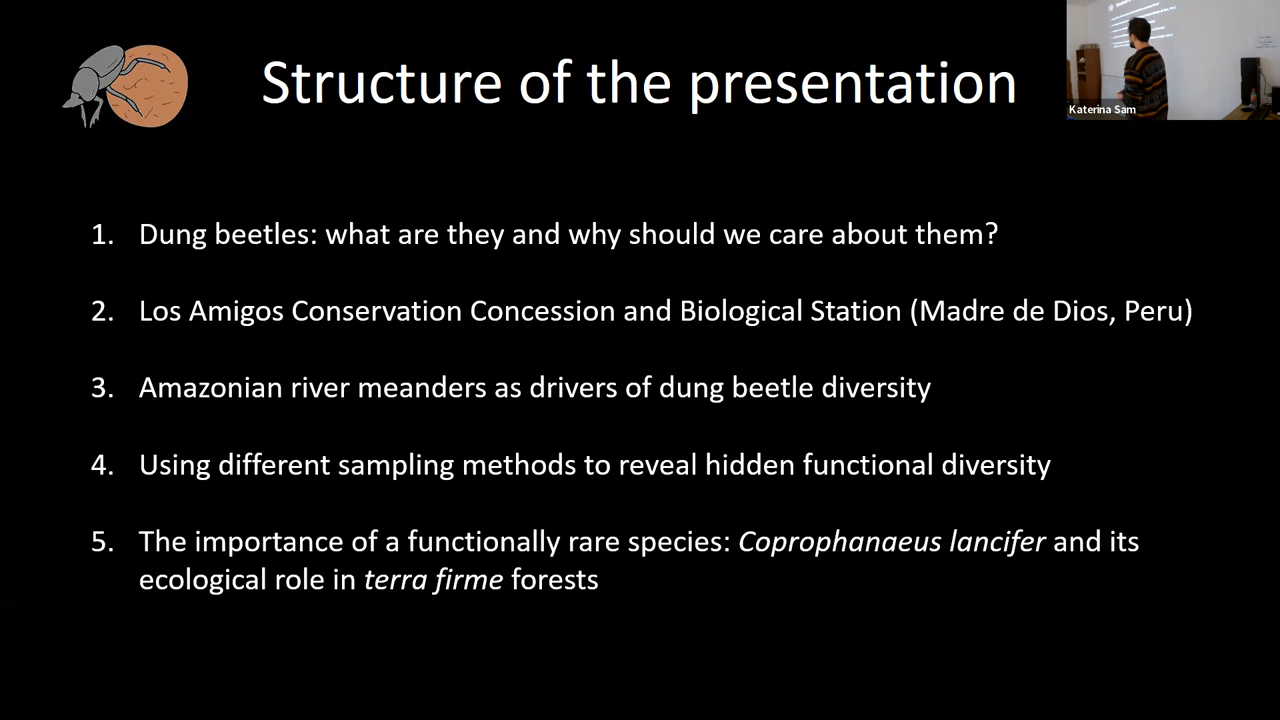 Structure of the presentation
Katerina Sam
1. Dung beetles: what are they and why should we care about them?
2. Los Amigos Conservation Concession and Biological Station (Madre de Dios, Peru)
3. Amazonian river meanders as drivers of dung beetle diversity
4. Using different sampling methods to reveal hidden functional diversity
5. The importance of a functionally rare species: Coprophanaeus lancifer and its
ecological role in terra firme forests